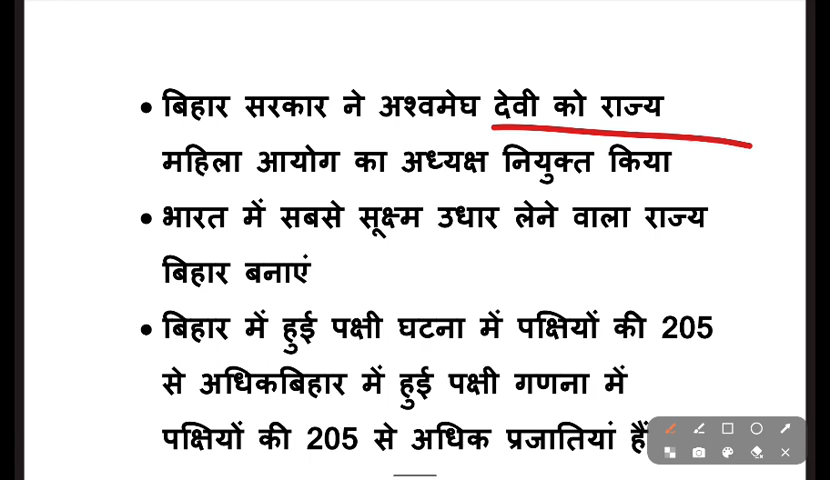 • बिहार सरकार ने अश्वमेघ देवी को राज्य
महिला आयोग का अध्यक्ष नियुक्त किया
• भारत में सबसे सूक्ष्म उधार लेने वाला राज्य
बिहार बनाएं
• बिहार में हुई पक्षी घटना में पक्षियों की 205
से अधिकबिहार में हुई पक्षी गणना में
पक्षियों की 205 से अधिक प्रजातियां हैं